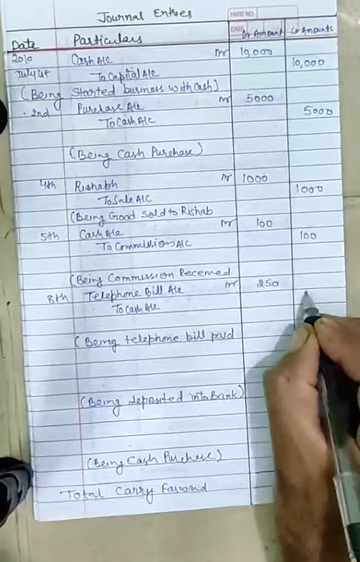 Journal Entries
PAGE NO.
DATE
Date Particulars Dr Amount Cr Amount
2010 Cash A/c Dr 10,000
July 1st To Capital A/c 10,000
(Being Started business with Cash)
2nd Purchase A/c Dr 5000
To Cash A/c 5000
(Being Cash Purchase)
4th Rishabh Dr 1000
To Sale A/c 1000
(Being Good Sold to Rishab
5th Cash A/c Dr 100
To Commission A/C 100
(Being Commission Received
8th Telephone Bill A/c Dr 250
To Cash A/c
(Being telephone bill paid
(Being deposited into Bank)
(Being Cash Purchase)
Total Carry Farward